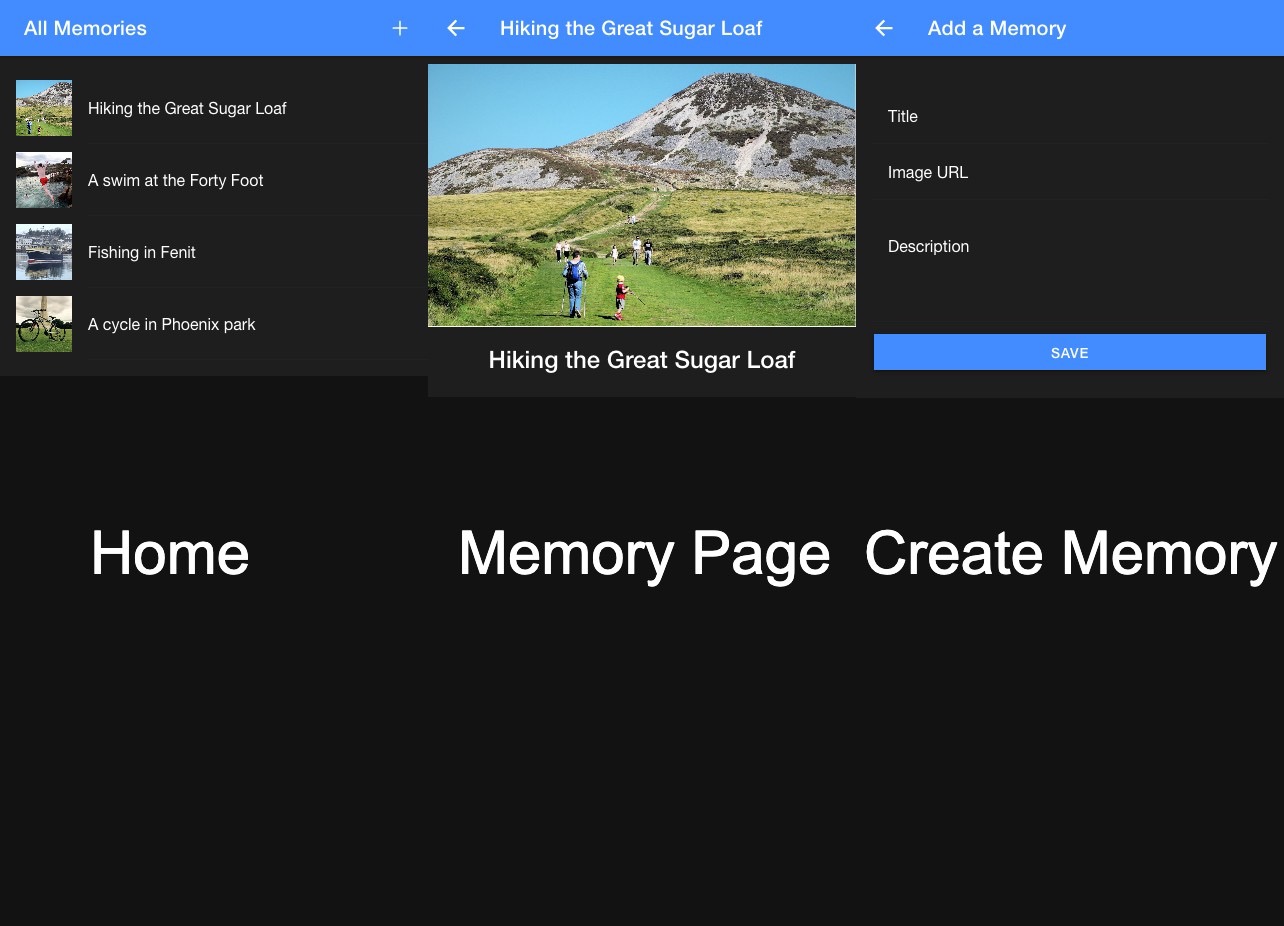 All Memories
Hiking the Great Sugar Loaf
A swim at the Forty Foot
Fishing in Fenit
A cycle in Phoenix park
Home
Hiking the Great Sugar Loaf
Hiking the Great Sugar Loaf
Memory Page
Add a Memory
Title
Image URL
Description
SAVE
Create Memory